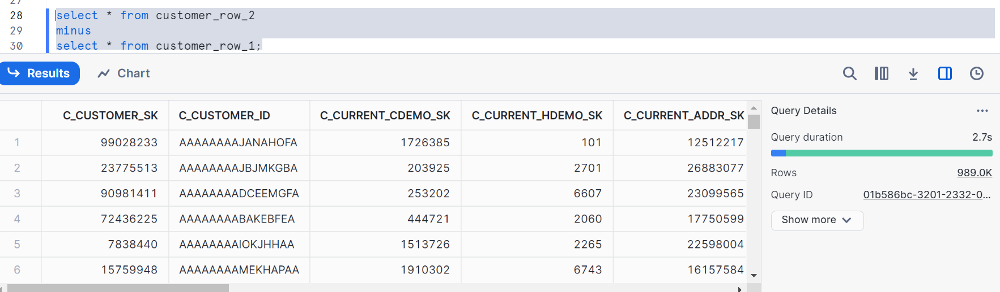 27
28 select * from customer_row_2
29 minus
30 select * from customer_row_1;
Results Chart
C_CUSTOMER_SK C_CUSTOMER_ID C_CURRENT_CDEMO_SK C_CURRENT_HDEMO_SK C_CURRENT_ADDR_SK
1 99028233 AAAAAAAAJANAHOFA 1726385 101 12512217
2 23775513 AAAAAAAAJBJMKGBA 203925 2701 26883077
3 90981411 AAAAAAAADCEEMGFA 253202 6607 23099565
4 72436225 AAAAAAAABAKEBFEA 444721 2060 17750599
5 7838440 AAAAAAAAIOKJHHAA 1513726 2265 22598004
6 15759948 AAAAAAAAMEKHAPAA 1910302 6743 16157584
Query Details
...
Query duration 2.7s
Rows 989.0K
Query ID 01b586bc-3201-2332-0...
Show more